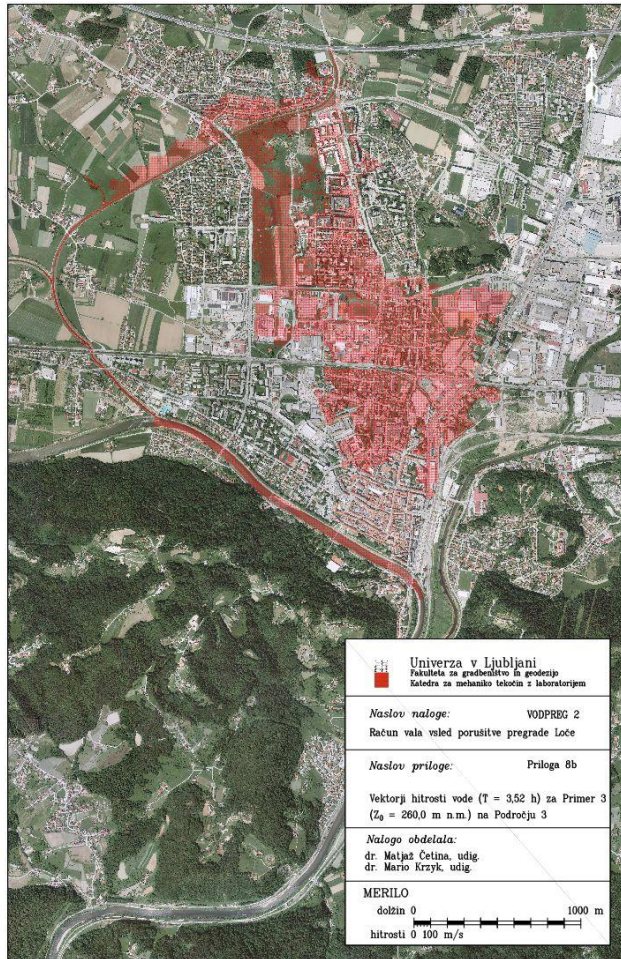 Univerza v Ljubljani
Fakulteta za gradbeništvo in geodezijo
Katedra za mehaniko tekočin z laboratorijem
Naslov naloge: VODPREG 2
Račun vala vsled porušitve pregrade Loče
Naslov priloge: Priloga 8b
Vektorji hitrosti vode (T = 3,52 h) za Primer 3
(Z₀ = 260,0 m n.m.) na Področju 3
Nalogo obdelala:
dr. Matjaž Četina, udig.
dr. Mario Krzyk, udig.
MERILO
dolžin 0 1000 m
hitrosti 0 100 m/s